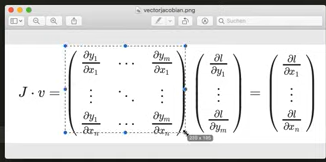 vectorjacobian.png
Suchen
J · v = ( ∂y₁/∂x₁ ⋯ ∂yₘ/∂x₁ ) ( ∂l/∂y₁ ) = ( ∂l/∂x₁ )
⋮ ⋱ ⋮ ⋮ ⋮
∂y₁/∂xₙ ⋯ ∂yₘ/∂xₙ ∂l/∂yₘ ∂l/∂xₙ